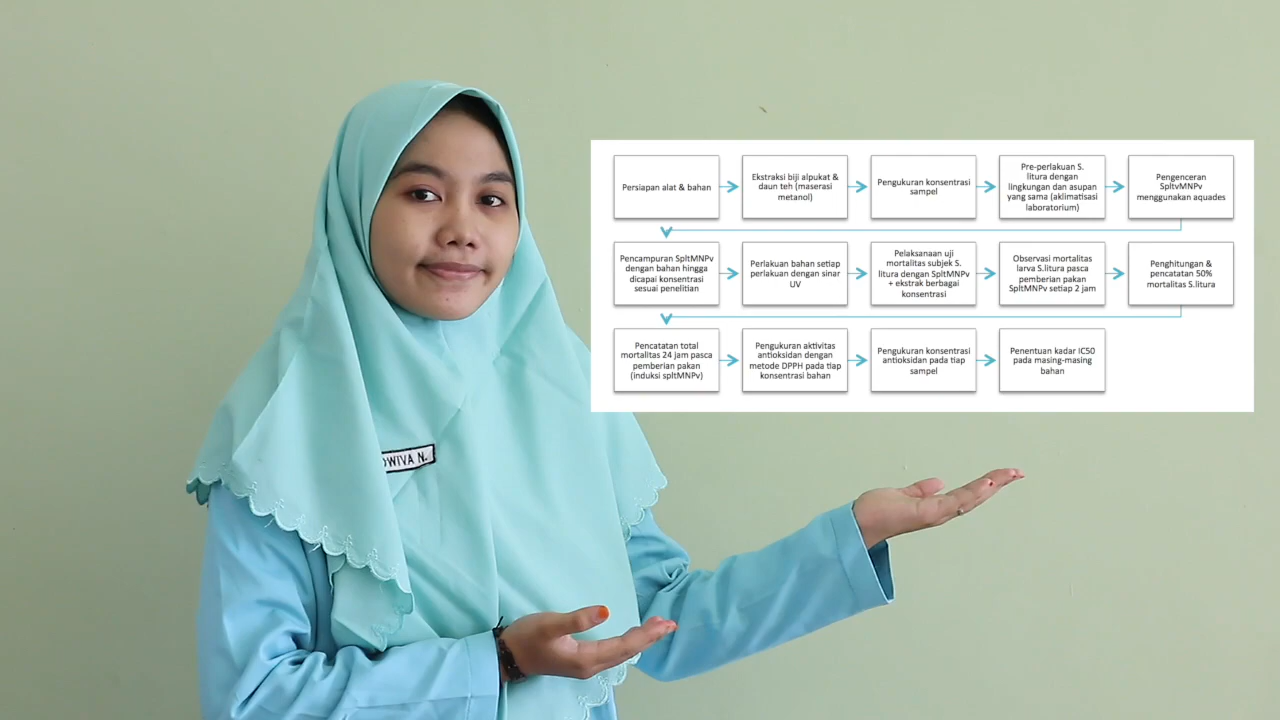 Persiapan alat & bahan
Ekstraksi biji alpukat &
daun teh (maserasi
metanol)
Pengukuran konsentrasi
sampel
Pre-perlakuan S.
litura dengan
lingkungan dan asupan
yang sama (aklimatisasi
laboratorium)
Pengenceran
SpltvMNPv
menggunakan aquades
Pencampuran SpltMNPv
dengan bahan hingga
dicapai konsentrasi
sesuai penelitian
Perlakuan bahan setiap
perlakuan dengan sinar
UV
Pelaksanaan uji
mortalitas subjek S.
litura dengan SpltMNPv
+ ekstrak berbagai
konsentrasi
Observasi mortalitas
larva S.litura pasca
pemberian pakan
SpltMNPv setiap 2 jam
Penghitungan &
pencatatan 50%
mortalitas S.litura
Pencatatan total
mortalitas 24 jam pasca
pemberian pakan
(induksi spltMNPv)
Pengukuran aktivitas
antioksidan dengan
metode DPPH pada tiap
konsentrasi bahan
Pengukuran konsentrasi
antioksidan pada tiap
sampel
Penentuan kadar IC50
pada masing-masing
bahan
DWIVA N.